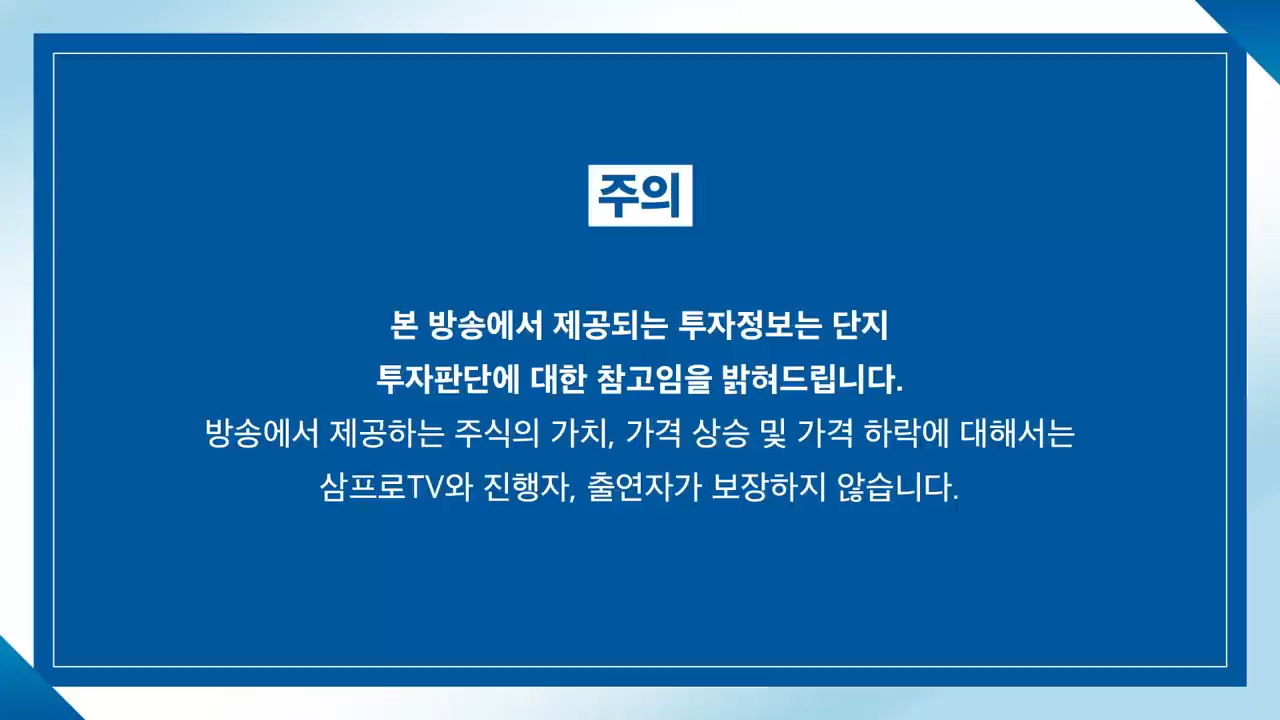 주의
본 방송에서 제공되는 투자정보는 단지
투자판단에 대한 참고임을 밝혀드립니다.
방송에서 제공하는 주식의 가치, 가격 상승 및 가격 하락에 대해서는
삼프로TV와 진행자, 출연자가 보장하지 않습니다.